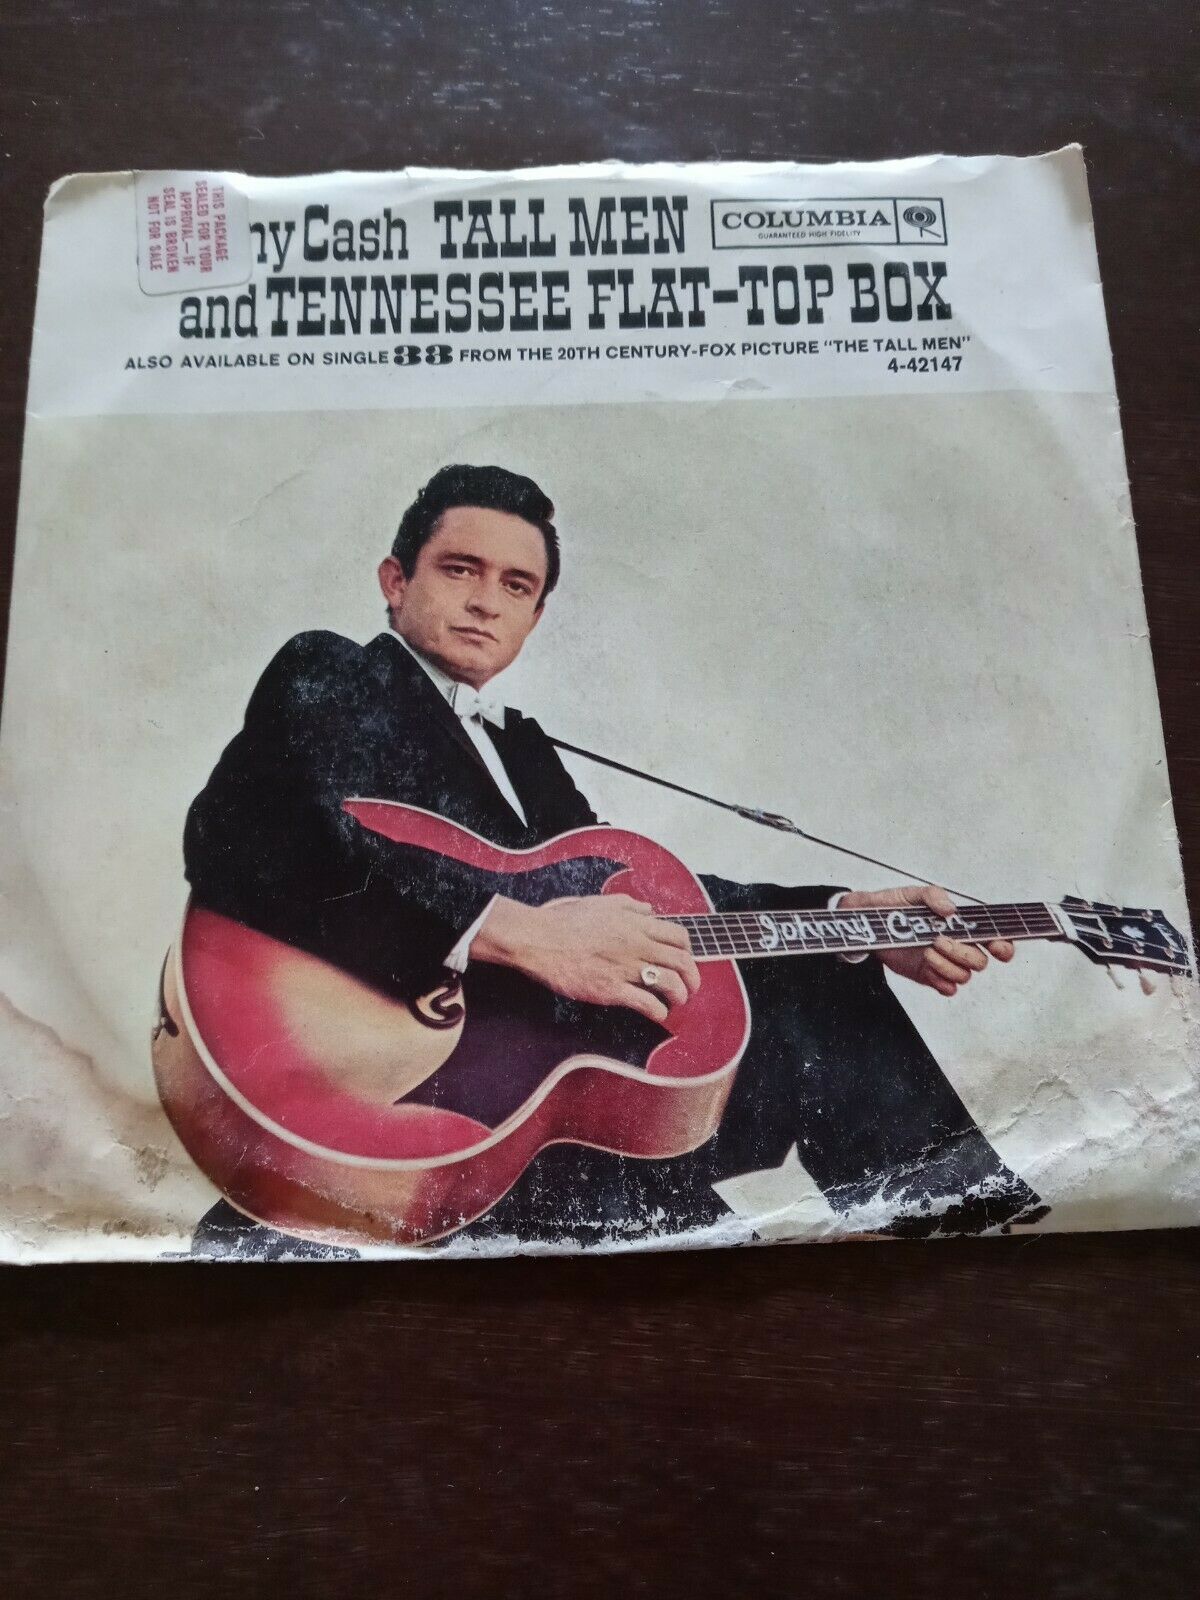 THIS PACKAGE
SEALED FOR YOUR
APPROVAL—IF
SEAL IS BROKEN
NOT FOR SALE
ny Cash TALL MEN
COLUMBIA
GUARANTEED HIGH FIDELITY
and TENNESSEE FLAT-TOP BOX
ALSO AVAILABLE ON SINGLE 33 FROM THE 20TH CENTURY-FOX PICTURE "THE TALL MEN"
4-42147
Johnny Cash